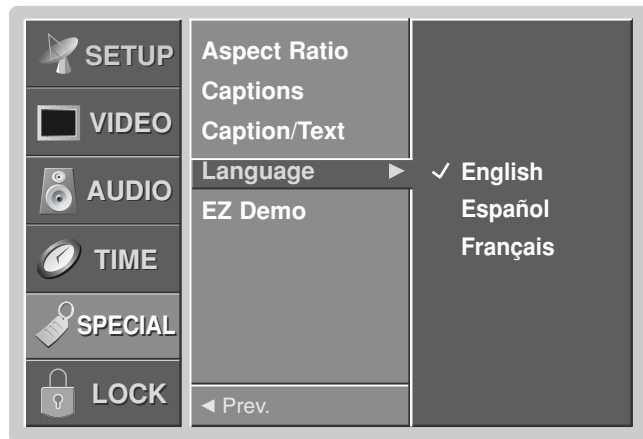 SETUP
VIDEO
AUDIO
TIME
SPECIAL
LOCK
Aspect Ratio
Captions
Caption/Text
Language ►
EZ Demo
◄ Prev.
✓ English
Español
Français